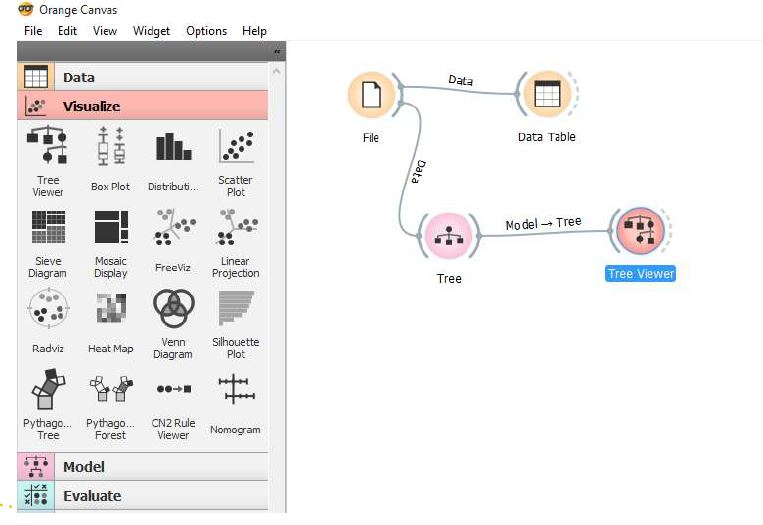 Orange Canvas
File Edit View Widget Options Help
«
Data
Visualize
Tree
Viewer
Box Plot
Distributi...
Scatter
Plot
Sieve
Diagram
Mosaic
Display
FreeViz
Linear
Projection
Radviz
Heat Map
Venn
Diagram
Silhouette
Plot
Pythago...
Tree
Pythago...
Forest
CN2 Rule
Viewer
Nomogram
Model
Evaluate
Data
File
Data Table
Data
Model → Tree
Tree
Tree Viewer